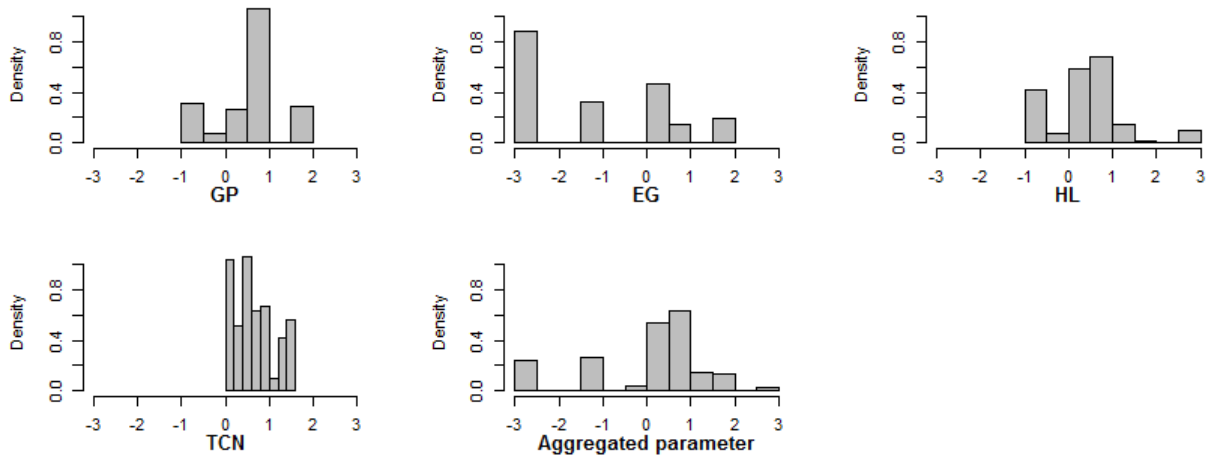 Density
0.0 0.4 0.8
-3 -2 -1 0 1 2 3
GP
Density
0.0 0.4 0.8
-3 -2 -1 0 1 2 3
EG
Density
0.0 0.4 0.8
-3 -2 -1 0 1 2 3
HL
Density
0.0 0.4 0.8
-3 -2 -1 0 1 2 3
TCN
Density
0.0 0.4 0.8
-3 -2 -1 0 1 2 3
Aggregated parameter